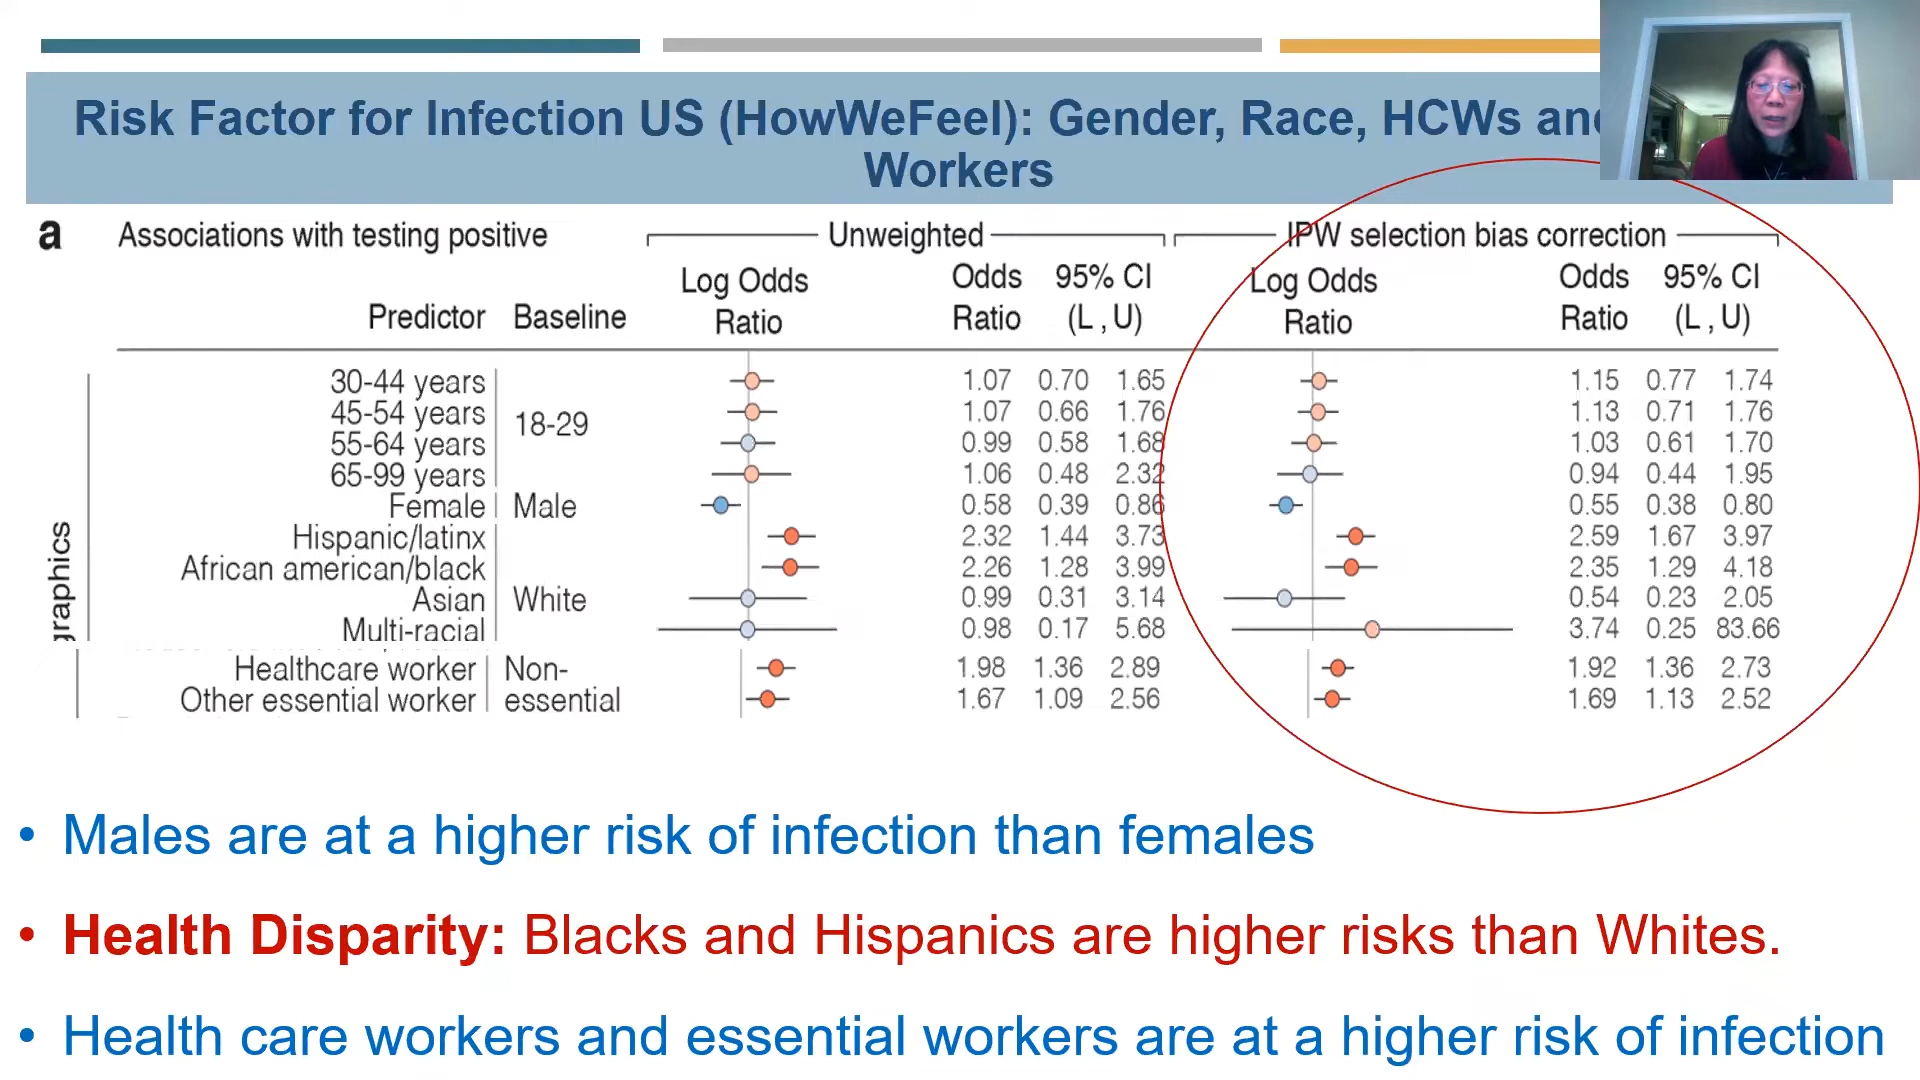 Risk Factor for Infection US (HowWeFeel): Gender, Race, HCWs and
Workers
a Associations with testing positive Unweighted IPW selection bias correction
Log Odds Odds 95% CI Log Odds Odds 95% CI
Predictor Baseline Ratio Ratio (L , U) Ratio Ratio (L , U)
30-44 years 1.07 0.70 1.65 1.15 0.77 1.74
45-54 years 1.07 0.66 1.76 1.13 0.71 1.76
18-29
55-64 years 0.99 0.58 1.68 1.03 0.61 1.70
65-99 years 1.06 0.48 2.32 0.94 0.44 1.95
Female Male 0.58 0.39 0.86 0.55 0.38 0.80
Hispanic/latinx 2.32 1.44 3.73 2.59 1.67 3.97
African american/black 2.26 1.28 3.99 2.35 1.29 4.18
Asian White 0.99 0.31 3.14 0.54 0.23 2.05
Multi-racial 0.98 0.17 5.68 3.74 0.25 83.66
graphics
Healthcare worker Non- 1.98 1.36 2.89 1.92 1.36 2.73
Other essential worker essential 1.67 1.09 2.56 1.69 1.13 2.52
• Males are at a higher risk of infection than females
• Health Disparity: Blacks and Hispanics are higher risks than Whites.
• Health care workers and essential workers are at a higher risk of infection